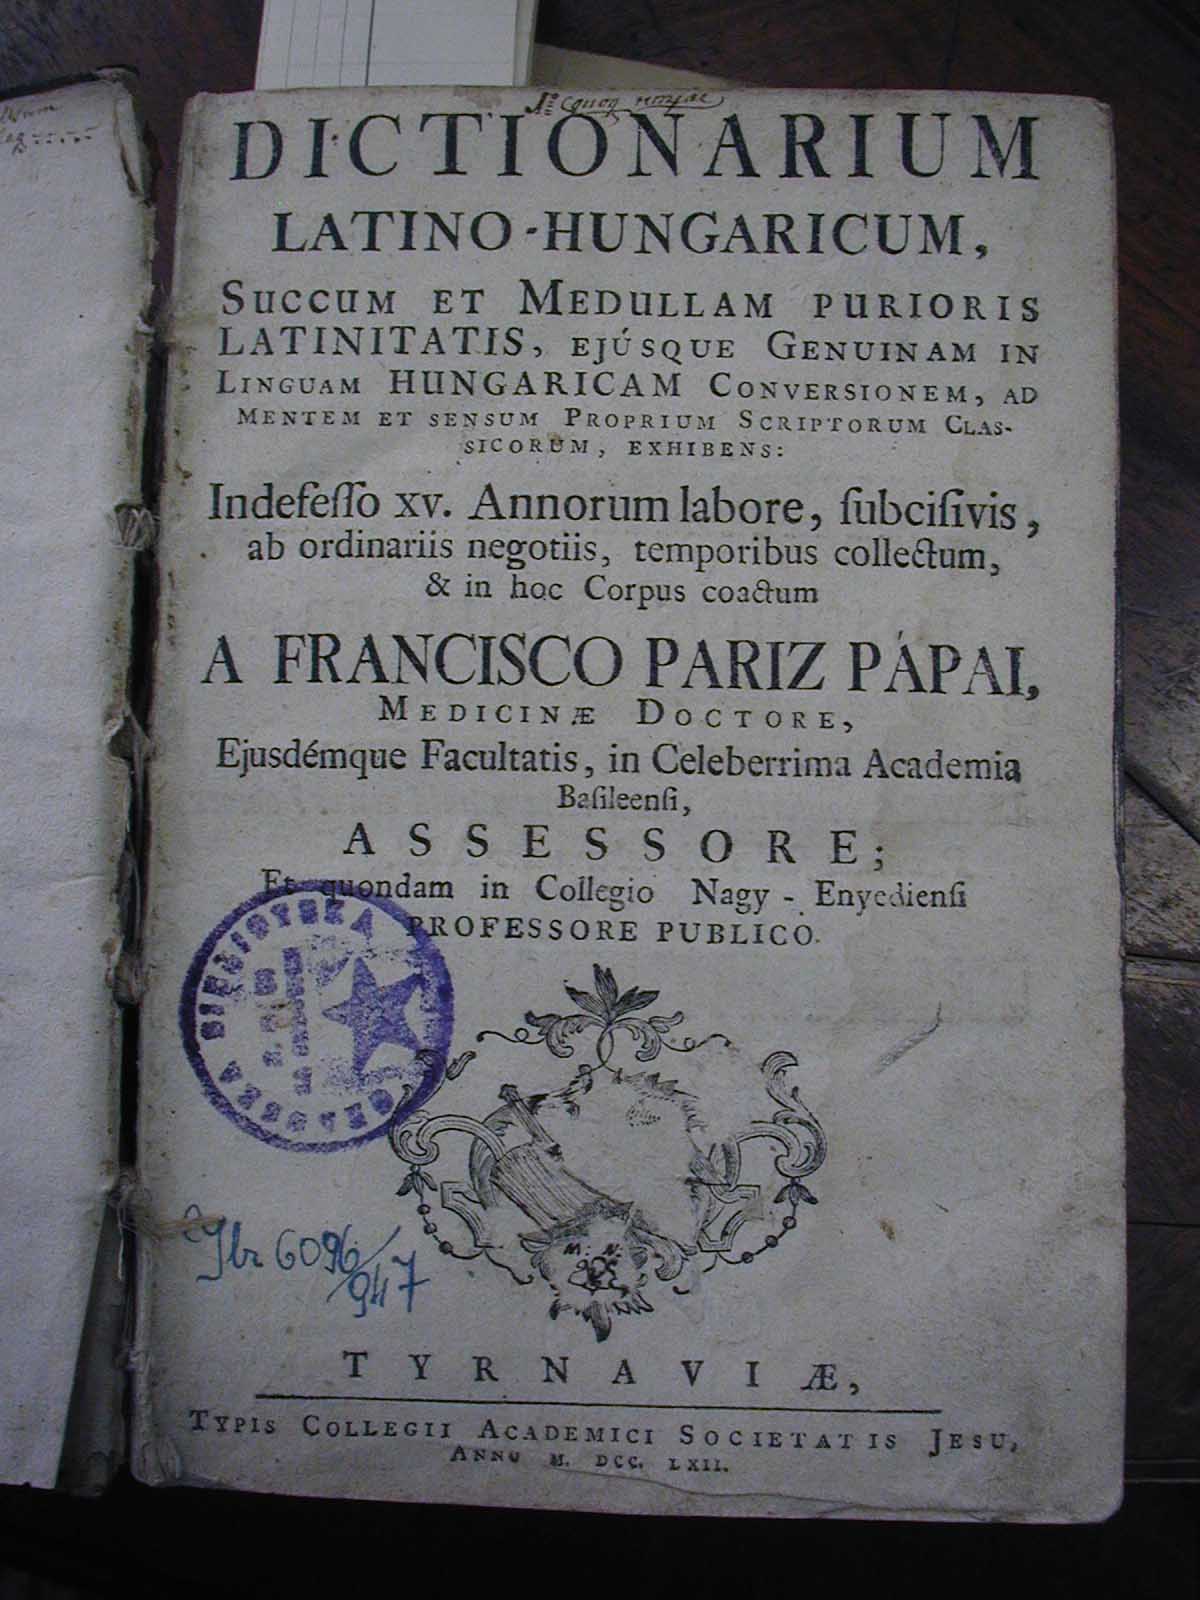 DICTIONARIUM
LATINO-HUNGARICUM,
SUCCUM ET MEDULLAM PURIORIS
LATINITATIS, EJÚSQUE GENUINAM IN
LINGUAM HUNGARICAM CONVERSIONEM, AD
MENTEM ET SENSUM PROPRIUM SCRIPTORUM CLAS-
SICORUM, EXHIBENS:
Indefeſſo XV. Annorum labore, ſubciſivis,
ab ordinariis negotiis, temporibus collectum,
& in hoc Corpus coactum
A FRANCISCO PARIZ PÁPAI,
MEDICINÆ DOCTORE,
Ejusdémque Facultatis, in Celeberrima Academia
Baſileenſi,
ASSESSORE;
Et quondam in Collegio Nagy-Enyedienſi
PROFESSORE PUBLICO.
BIBLIOTEKA
6096/947
M. N.
TYRNAVIÆ,
TYPIS COLLEGII ACADEMICI SOCIETATIS JESU,
ANNO M. DCC. LXII.